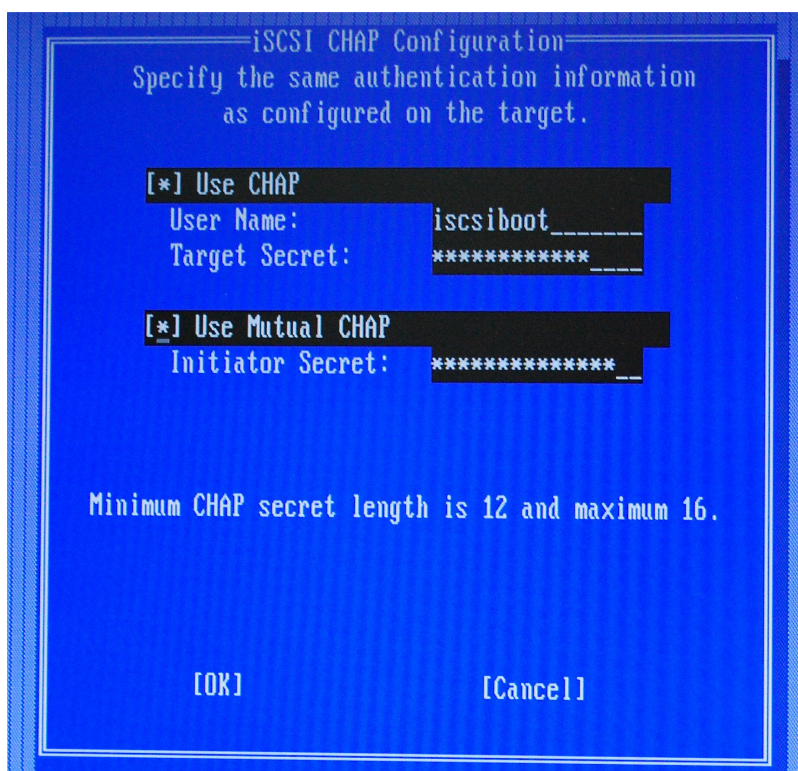 iSCSI CHAP Configuration
Specify the same authentication information
as configured on the target.
[*] Use CHAP
User Name: iscsiboot_______
Target Secret: ************____
[*] Use Mutual CHAP
Initiator Secret: **************__
Minimum CHAP secret length is 12 and maximum 16.
[OK] [Cancel]